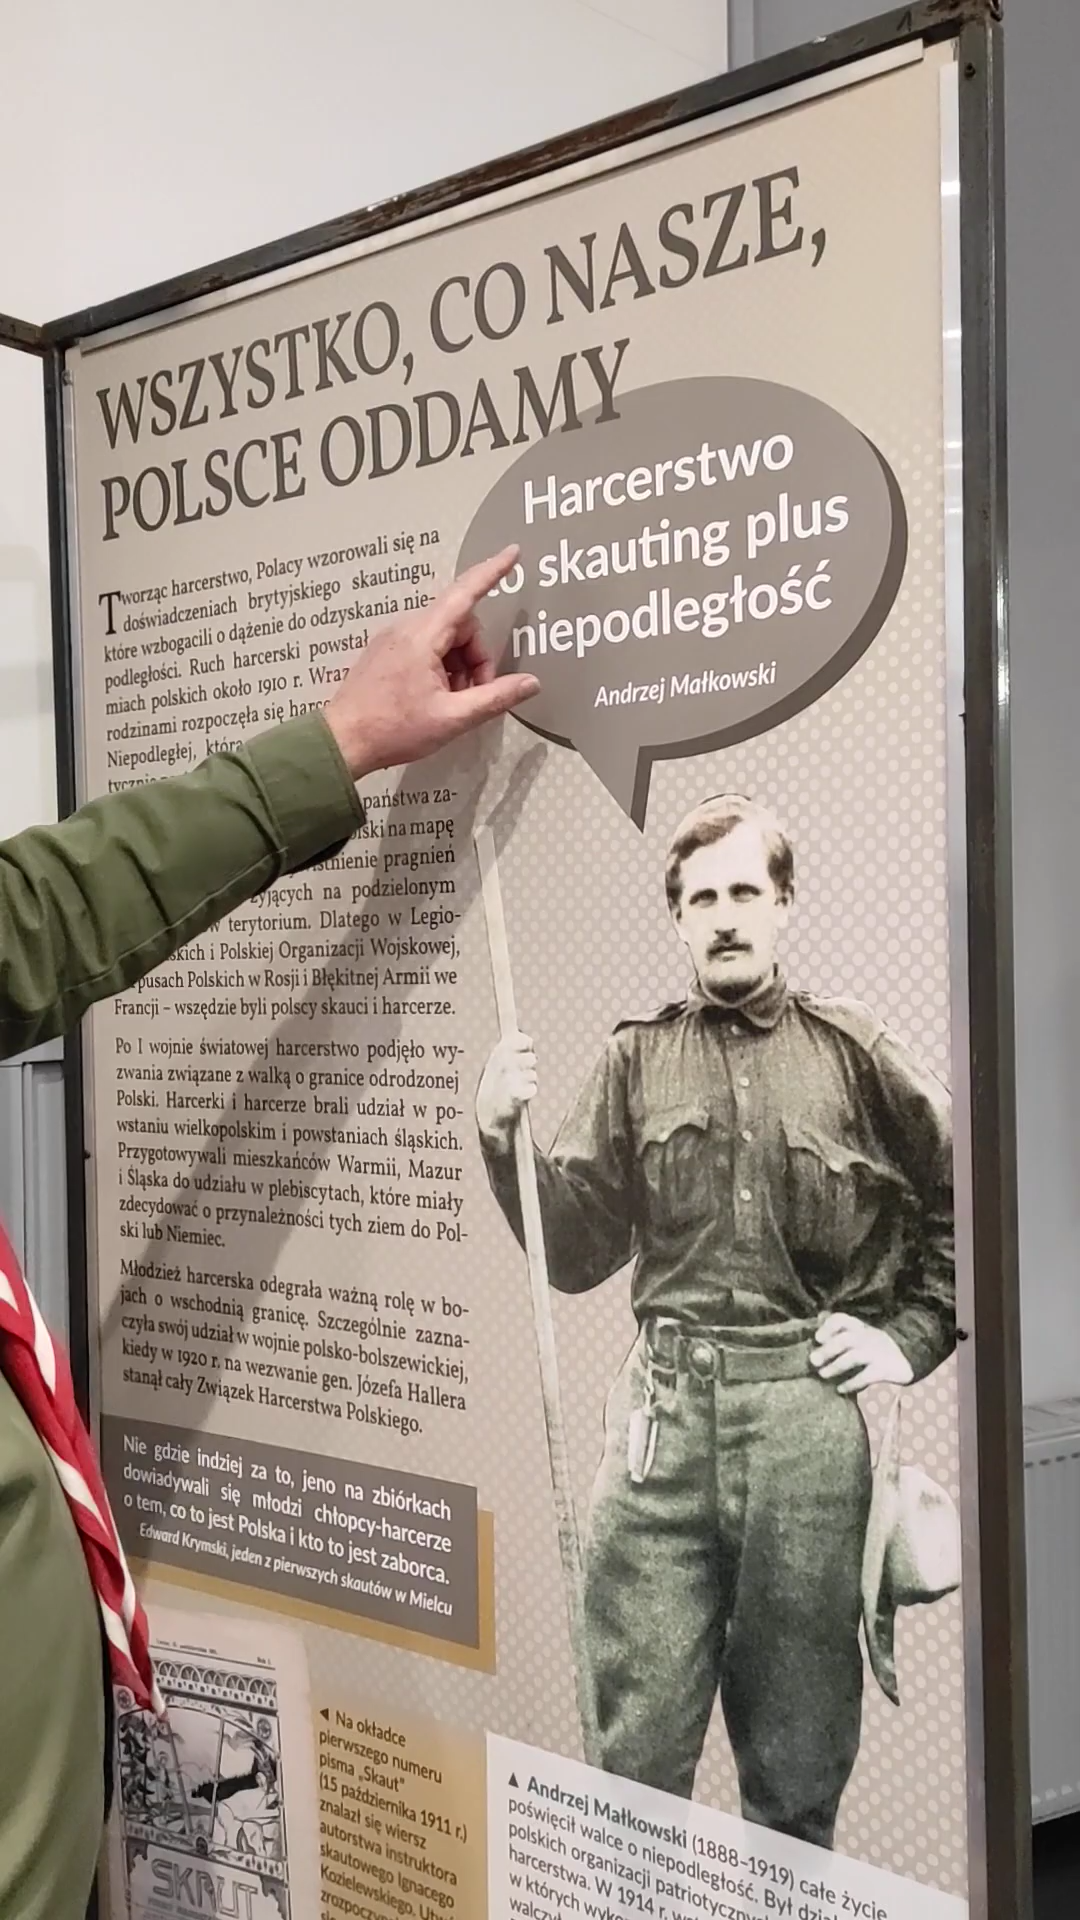 WSZYSTKO, CO NASZE,
POLSCE ODDAMY
Harcerstwo
to skauting plus
niepodległość
Andrzej Małkowski
Tworząc harcerstwo, Polacy wzorowali się na
doświadczeniach brytyjskiego skautingu,
które wzbogacili o dążenie do odzyskania nie-
podległości. Ruch harcerski powstał
miach polskich około 1910 r. Wraz
rodzinami rozpoczęła się
Niepodległej, która
państwa za-
na mapę
pragnień
żyjących na podzielonym
terytorium. Dlatego w Legio-
i Polskiej Organizacji Wojskowej,
Polskich w Rosji i Błękitnej Armii we
Francji – wszędzie byli polscy skauci i harcerze.
Po I wojnie światowej harcerstwo podjęło wy-
zwania związane z walką o granice odrodzonej
Polski. Harcerki i harcerze brali udział w po-
wstaniu wielkopolskim i powstaniach śląskich.
Przygotowywali mieszkańców Warmii, Mazur
i Śląska do udziału w plebiscytach, które miały
zdecydować o przynależności tych ziem do Pol-
ski lub Niemiec.
Młodzież harcerska odegrała ważną rolę w bo-
jach o wschodnią granicę. Szczególnie zazna-
czyła swój udział w wojnie polsko-bolszewickiej,
kiedy w 1920 r. na wezwanie gen. Józefa Hallera
stanął cały Związek Harcerstwa Polskiego.
Nie gdzie indziej za to, jeno na zbiórkach
dowiadywali się młodzi chłopcy-harcerze
o tem, co to jest Polska i kto to jest zaborca.
Edward Krymski, jeden z pierwszych skautów w Mielcu
SKAUT
◄ Na okładce
pierwszego numeru
pisma „Skaut”
(15 października 1911 r.)
znalazł się wiersz
autorstwa instruktora
skautowego Ignacego
Kozielewskiego.
▲ Andrzej Małkowski (1888–1919) całe życie
poświęcił walce o niepodległość. Był
polskich organizacji
harcerstwa. W 1914 r.
w których